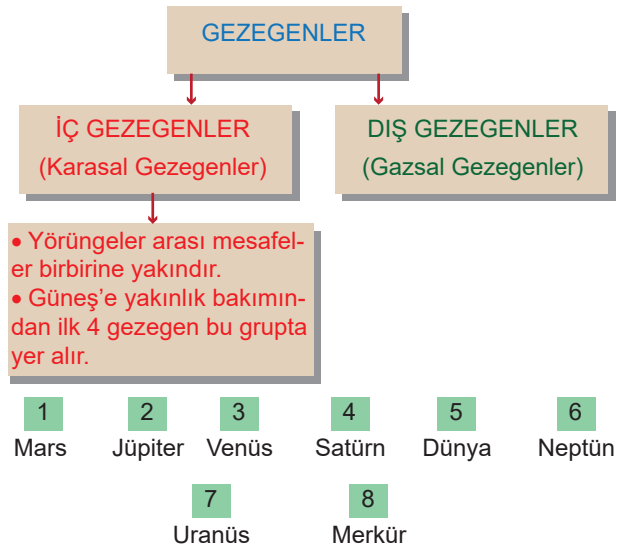 GEZEGENLER
İÇ GEZEGENLER
(Karasal Gezegenler)
DIŞ GEZEGENLER
(Gazsal Gezegenler)
• Yörüngeler arası mesafel-
er birbirine yakındır.
• Güneş’e yakınlık bakımın-
dan ilk 4 gezegen bu grupta
yer alır.
1 2 3 4 5 6
Mars Jüpiter Venüs Satürn Dünya Neptün
7 8
Uranüs Merkür